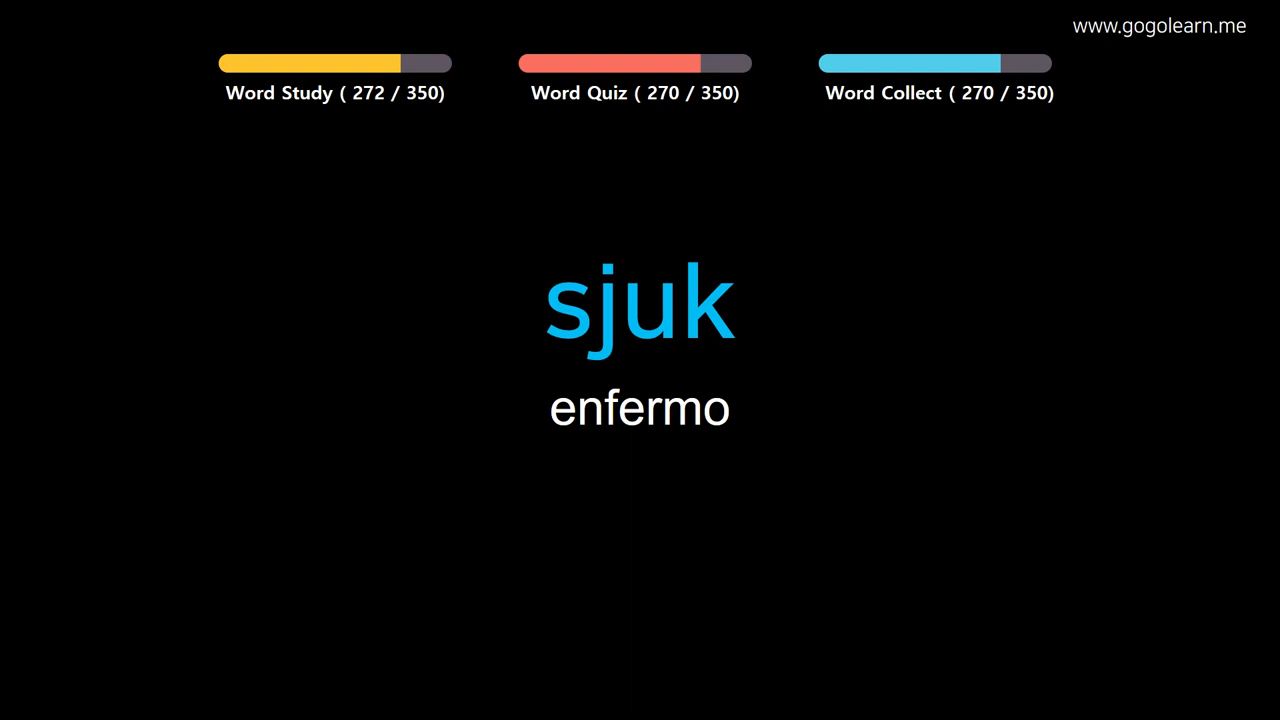 www.gogolearn.me
Word Study ( 272 / 350)
Word Quiz ( 270 / 350)
Word Collect ( 270 / 350)
sjuk
enfermo